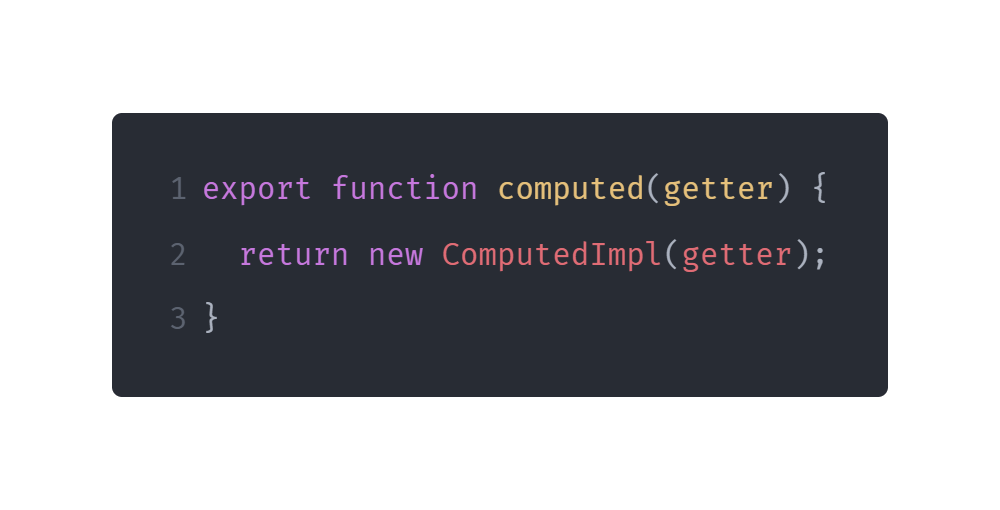 1 export function computed(getter) {
2   return new ComputedImpl(getter);
3 }